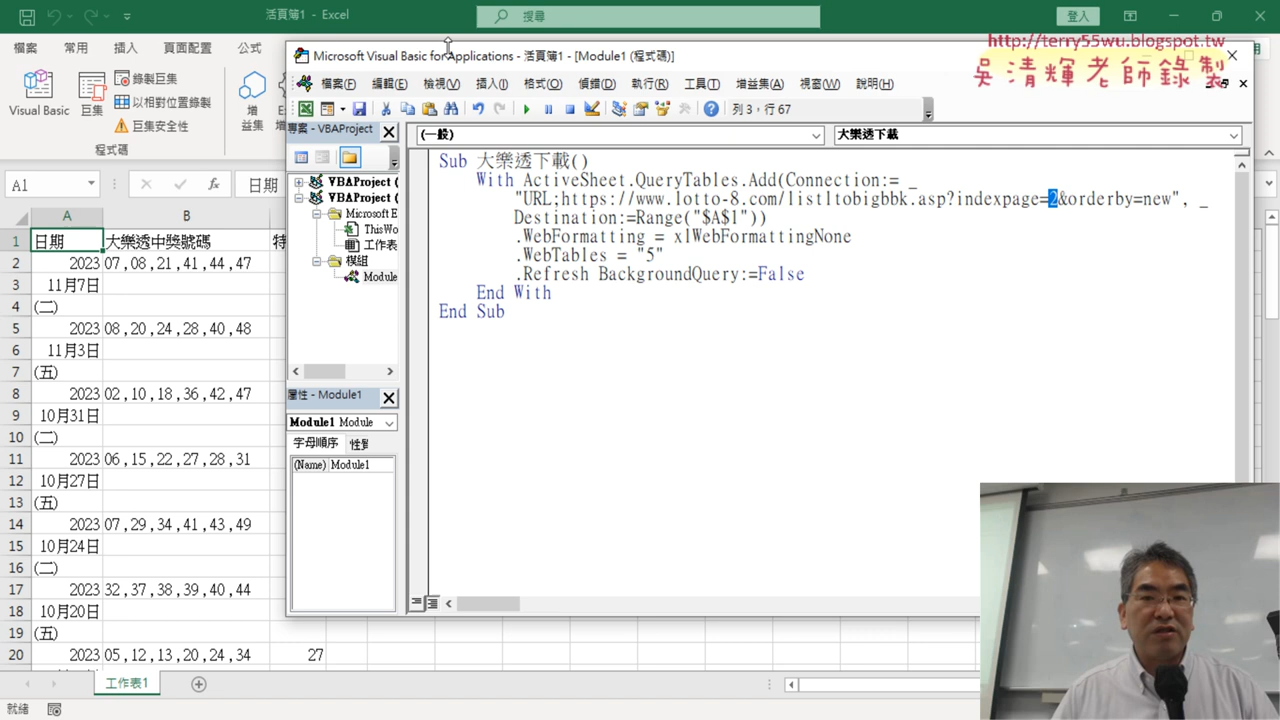 活頁簿1 - Excel
搜尋
登入
檔案 常用 插入 頁面配置 公式
http://terry55wu.blogspot.tw
吳清輝老師錄製
Visual Basic
巨集
錄製巨集
以相對位置錄製
巨集安全性
增益集
程式碼
Microsoft Visual Basic for Applications - 活頁簿1 - [Module1 (程式碼)]
檔案(F) 編輯(E) 檢視(V) 插入(I) 格式(O) 偵錯(D) 執行(R) 工具(T) 增益集(A) 視窗(W) 說明(H)
列 3，行 67
專案 - VBAProject
(一般)
大樂透下載
VBAProject (
VBAProject (
Microsoft E
ThisWo
工作表
模組
Module
屬性 - Module1
Module1 Module
字母順序
(Name) Module1
Sub 大樂透下載()
With ActiveSheet.QueryTables.Add(Connection:= _
"URL;https://www.lotto-8.com/listltobigbbk.asp?indexpage=2&orderby=new", _
Destination:=Range("$A$1"))
.WebFormatting = xlWebFormattingNone
.WebTables = "5"
.Refresh BackgroundQuery:=False
End With
End Sub
A1
fx
日期
A B
1 日期 大樂透中獎號碼 特
2 2023 07,08,21,41,44,47
3 11月7日
4 (二)
5 2023 08,20,24,28,40,48
6 11月3日
7 (五)
8 2023 02,10,18,36,42,47
9 10月31日
10 (二)
11 2023 06,15,22,27,28,31
12 10月27日
13 (五)
14 2023 07,29,34,41,43,49
15 10月24日
16 (二)
17 2023 32,37,38,39,40,44
18 10月20日
19 (五)
20 2023 05,12,13,20,24,34 27
工作表1
就緒